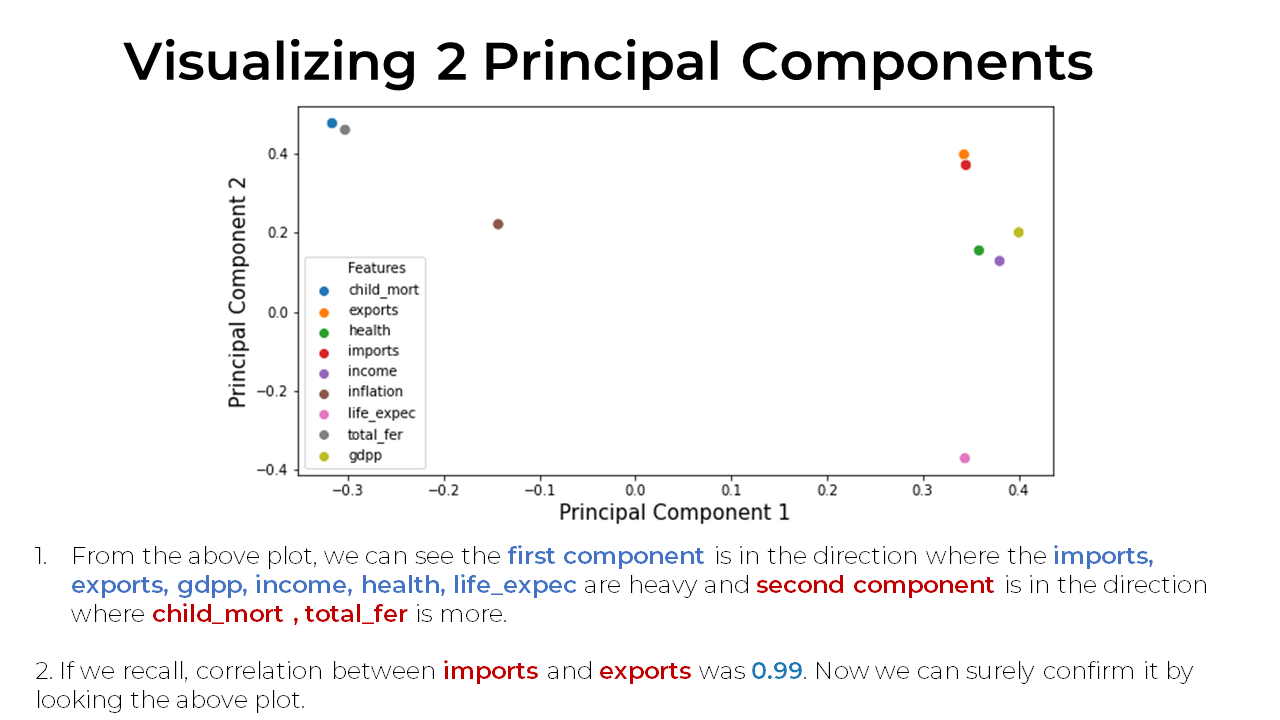 Visualizing 2 Principal Components
Principal Component 2
0.4
0.2
0.0
−0.2
−0.4
Features
child_mort
exports
health
imports
income
inflation
life_expec
total_fer
gdpp
−0.3
−0.2
−0.1
0.0
0.1
0.2
0.3
0.4
Principal Component 1
1. From the above plot, we can see the first component is in the direction where the imports,
exports, gdpp, income, health, life_expec are heavy and second component is in the direction
where child_mort , total_fer is more.
2. If we recall, correlation between imports and exports was 0.99. Now we can surely confirm it by
looking the above plot.